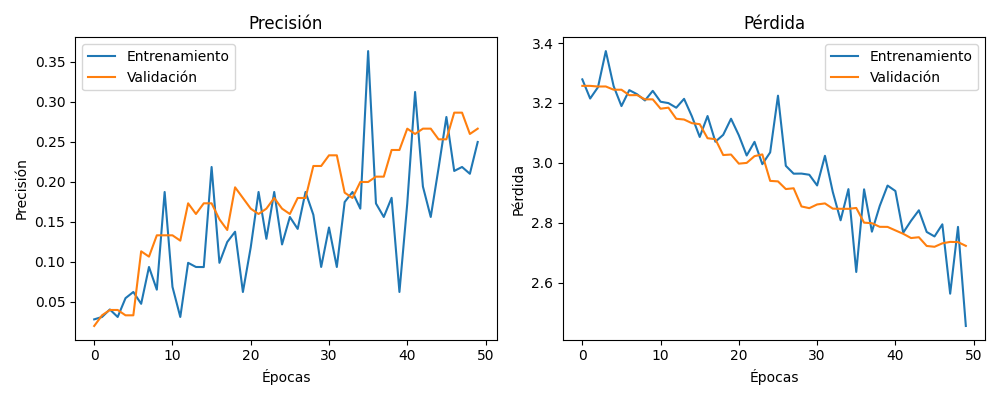 Precisión
Precisión
Entrenamiento
Validación
0.35
0.30
0.25
0.20
0.15
0.10
0.05
0
10
20
30
40
50
Épocas
Pérdida
Pérdida
Entrenamiento
Validación
3.4
3.2
3.0
2.8
2.6
0
10
20
30
40
50
Épocas